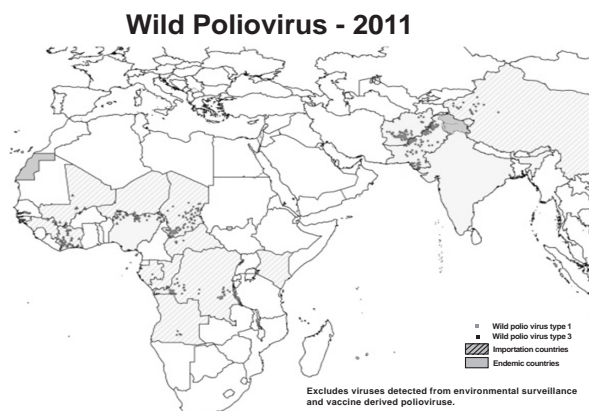 Wild Poliovirus - 2011
Wild polio virus type 1
Wild polio virus type 3
Importation countries
Endemic countries
Excludes viruses detected from environmental surveillance
and vaccine derived polioviruse.